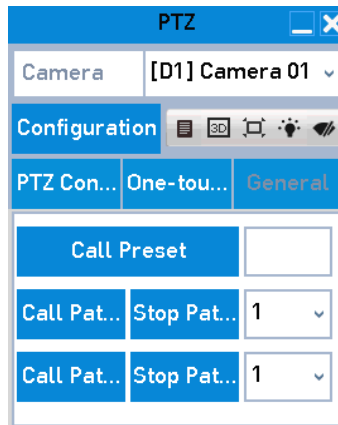 PTZ
Camera [D1] Camera 01
Configuration 3D
PTZ Con... One-tou... General
Call Preset
Call Pat... Stop Pat... 1
Call Pat... Stop Pat... 1